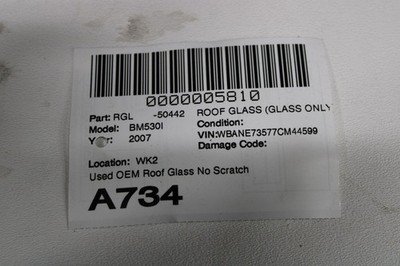 0000005810
Part: RGL -50442 ROOF GLASS (GLASS ONLY
Model: BM530I Condition:
Year: 2007 VIN:WBANE73577CM44599
Damage Code:
Location: WK2
Used OEM Roof Glass No Scratch
A734